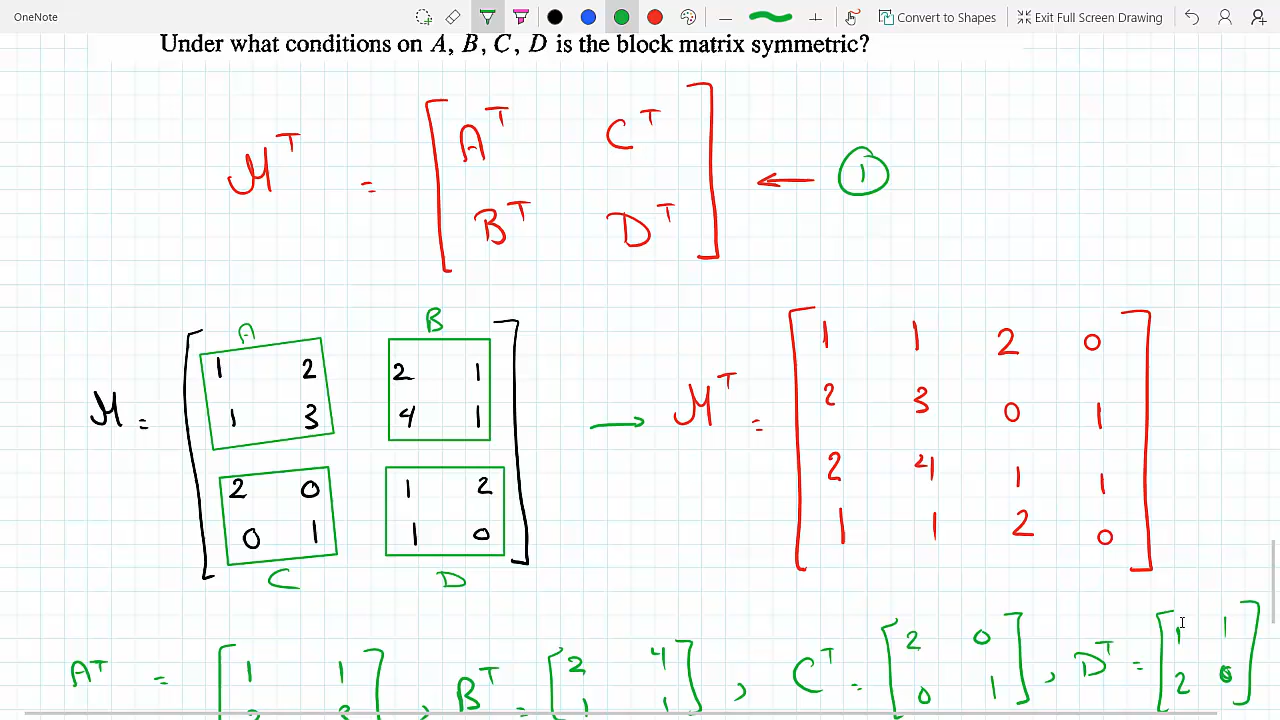 OneNote
Convert to Shapes
Exit Full Screen Drawing
Under what conditions on A, B, C, D is the block matrix symmetric?
M^T = [ A^T C^T
B^T D^T ] ← ①
A B
M = [ 1 2 2 1
1 3 4 1
2 0 1 2
0 1 1 0 ]
C D
→ M^T = [ 1 1 2 0
2 3 0 1
2 4 1 1
1 1 2 0 ]
A^T = [ 1 1
, B^T = [ 2 4
1 1 ] , C^T = [ 2 0
0 1 ] , D^T = [ 1 1
2 0 ]